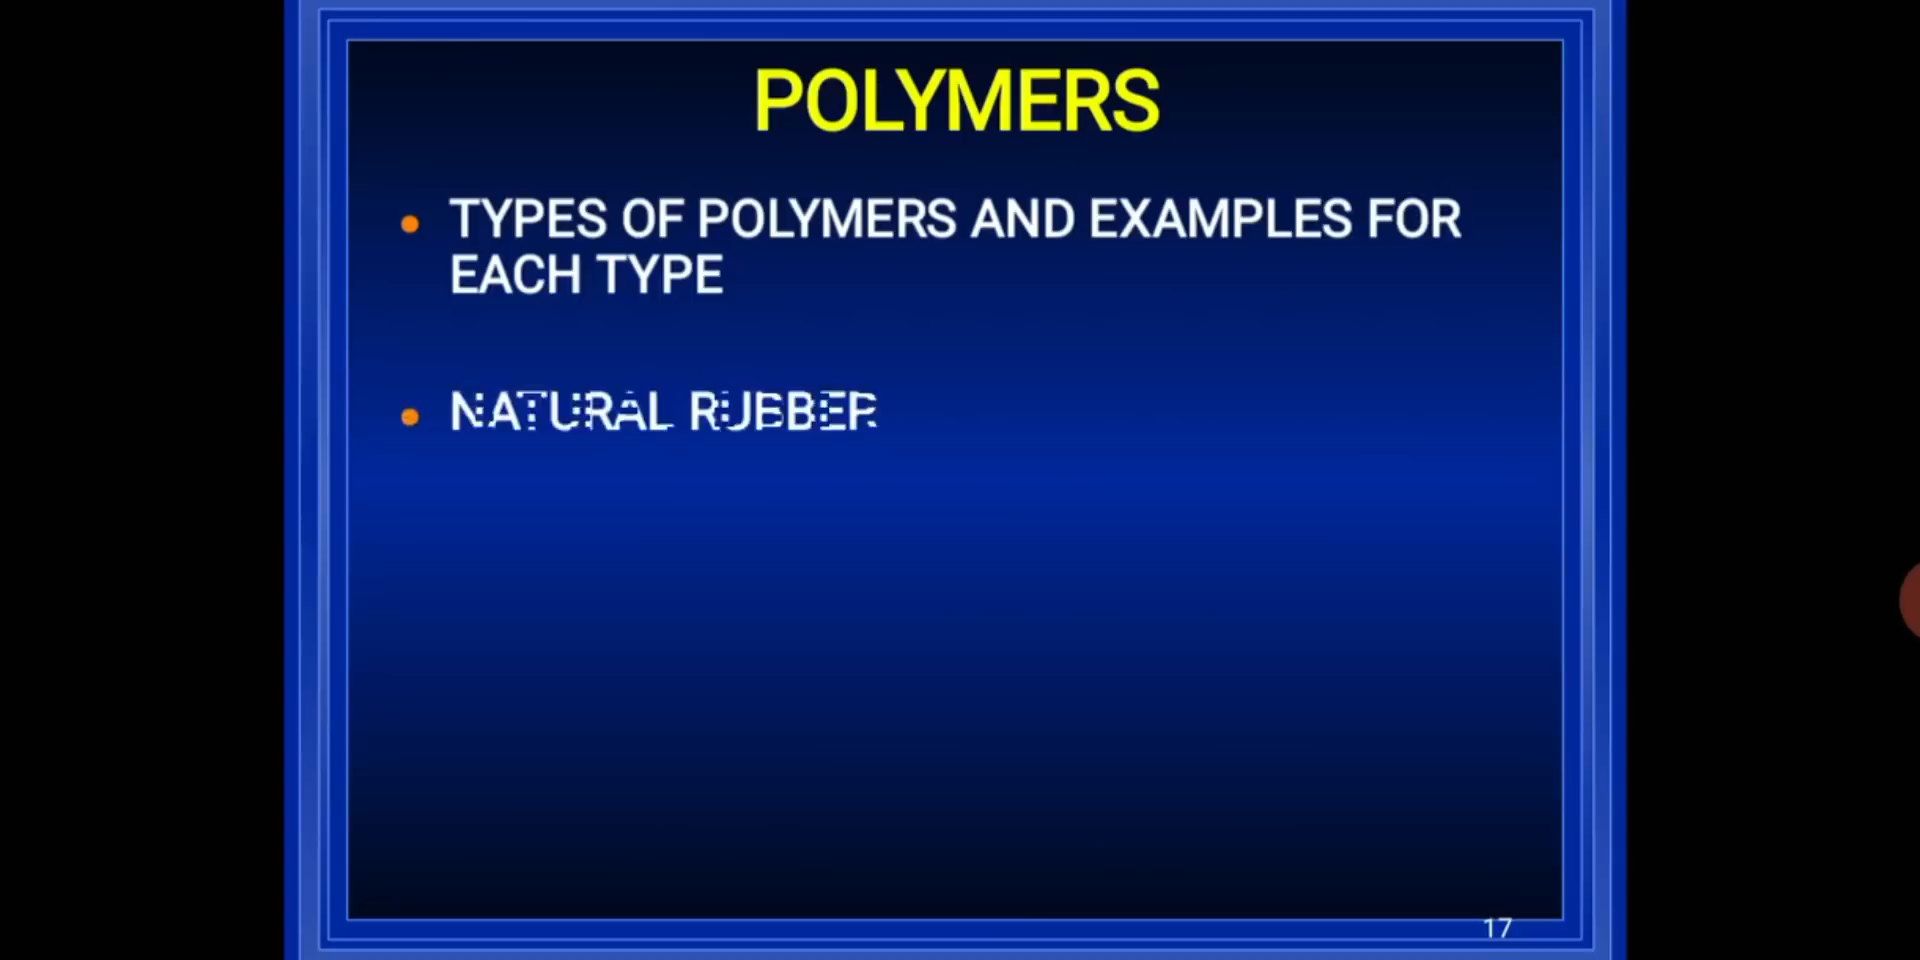 POLYMERS
TYPES OF POLYMERS AND EXAMPLES FOR
EACH TYPE
NATURAL RUBBER
17